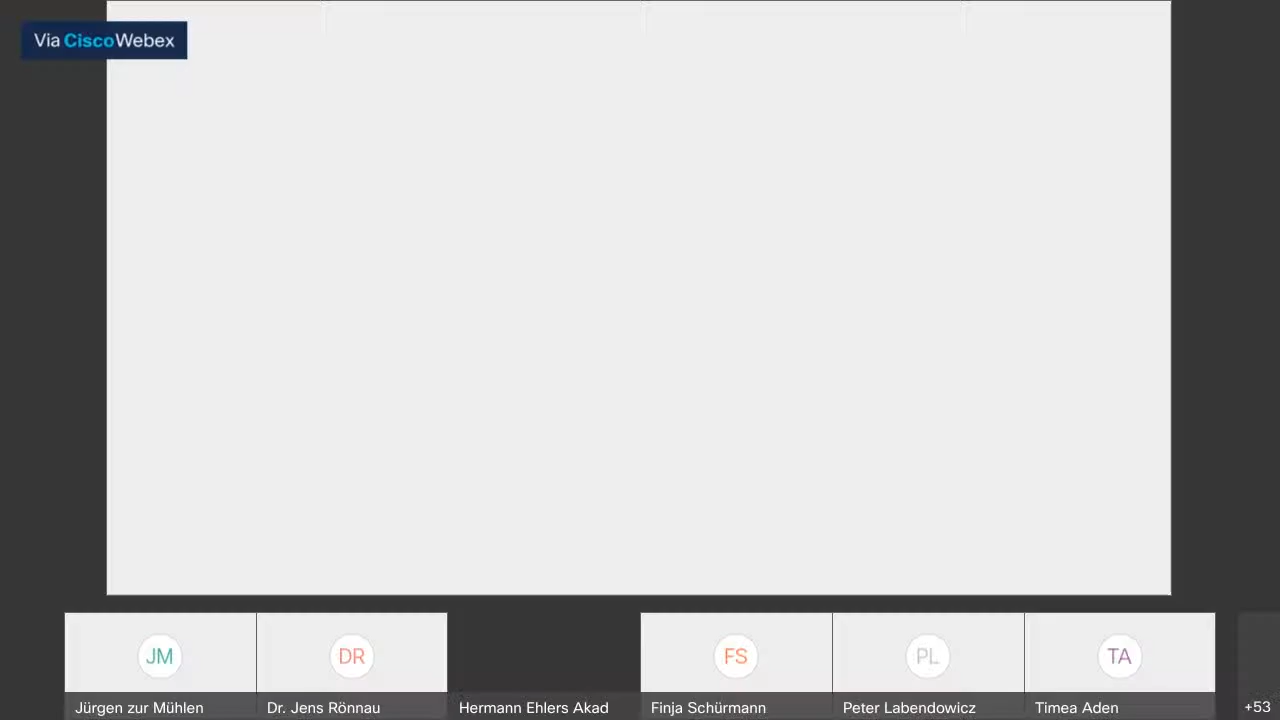 Via CiscoWebex
JM
DR
FS
PL
TA
Jürgen zur Mühlen
Dr. Jens Rönnau
Hermann Ehlers Akad
Finja Schürmann
Peter Labendowicz
Timea Aden
+53